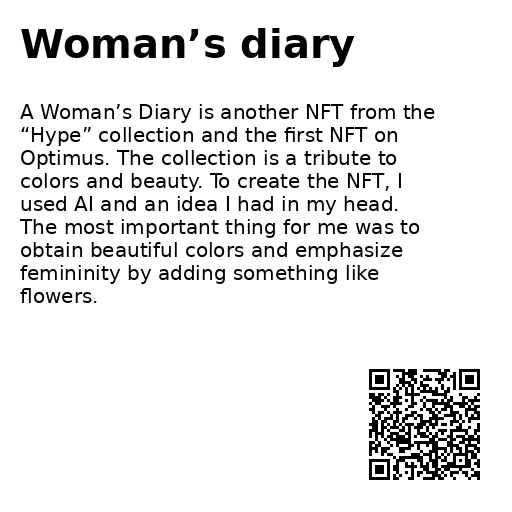 Woman’s diary
A Woman’s Diary is another NFT from the
“Hype” collection and the first NFT on
Optimus. The collection is a tribute to
colors and beauty. To create the NFT, I
used AI and an idea I had in my head.
The most important thing for me was to
obtain beautiful colors and emphasize
femininity by adding something like
flowers.